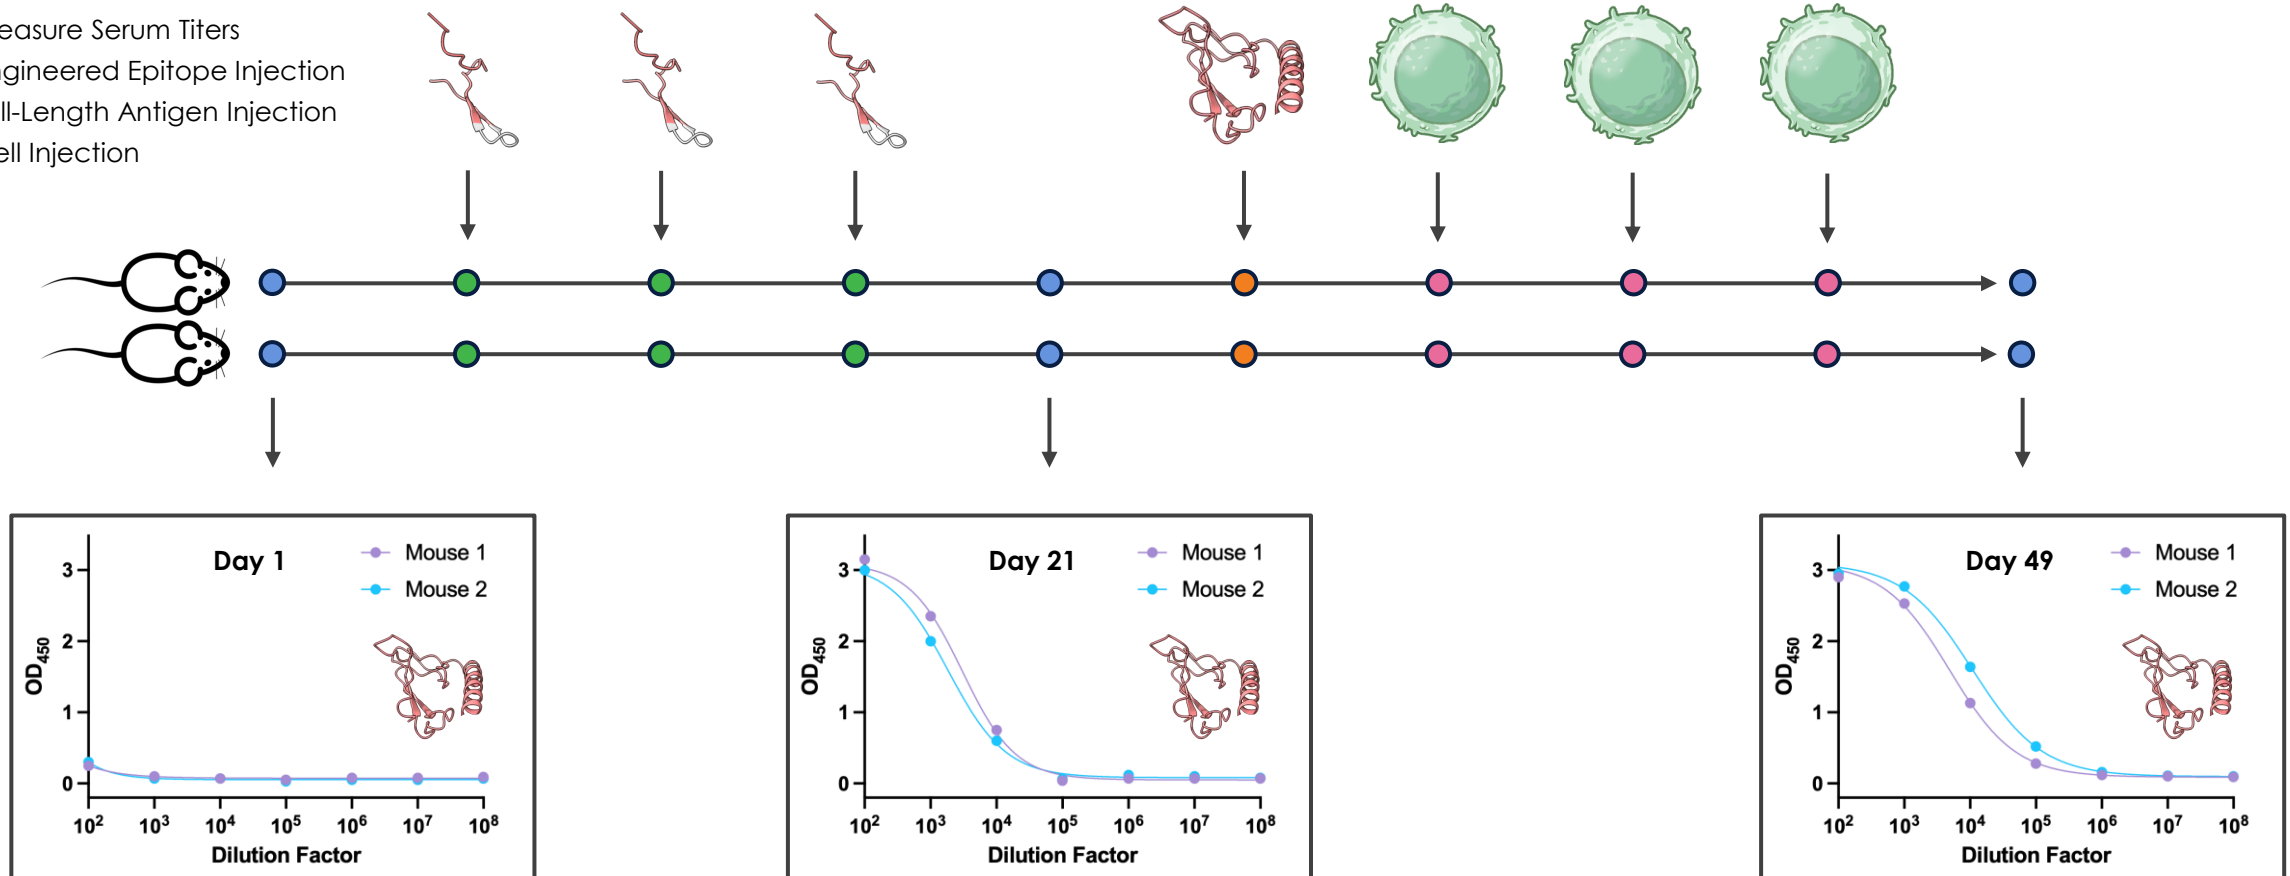 easure Serum Titers
ngineered Epitope Injection
ll-Length Antigen Injection
ell Injection
Day 1
Mouse 1
Mouse 2
3
2
1
0
OD450
10² 10³ 10⁴ 10⁵ 10⁶ 10⁷ 10⁸
Dilution Factor
Day 21
Mouse 1
Mouse 2
3
2
1
0
OD450
10² 10³ 10⁴ 10⁵ 10⁶ 10⁷ 10⁸
Dilution Factor
Day 49
Mouse 1
Mouse 2
3
2
1
0
OD450
10² 10³ 10⁴ 10⁵ 10⁶ 10⁷ 10⁸
Dilution Factor